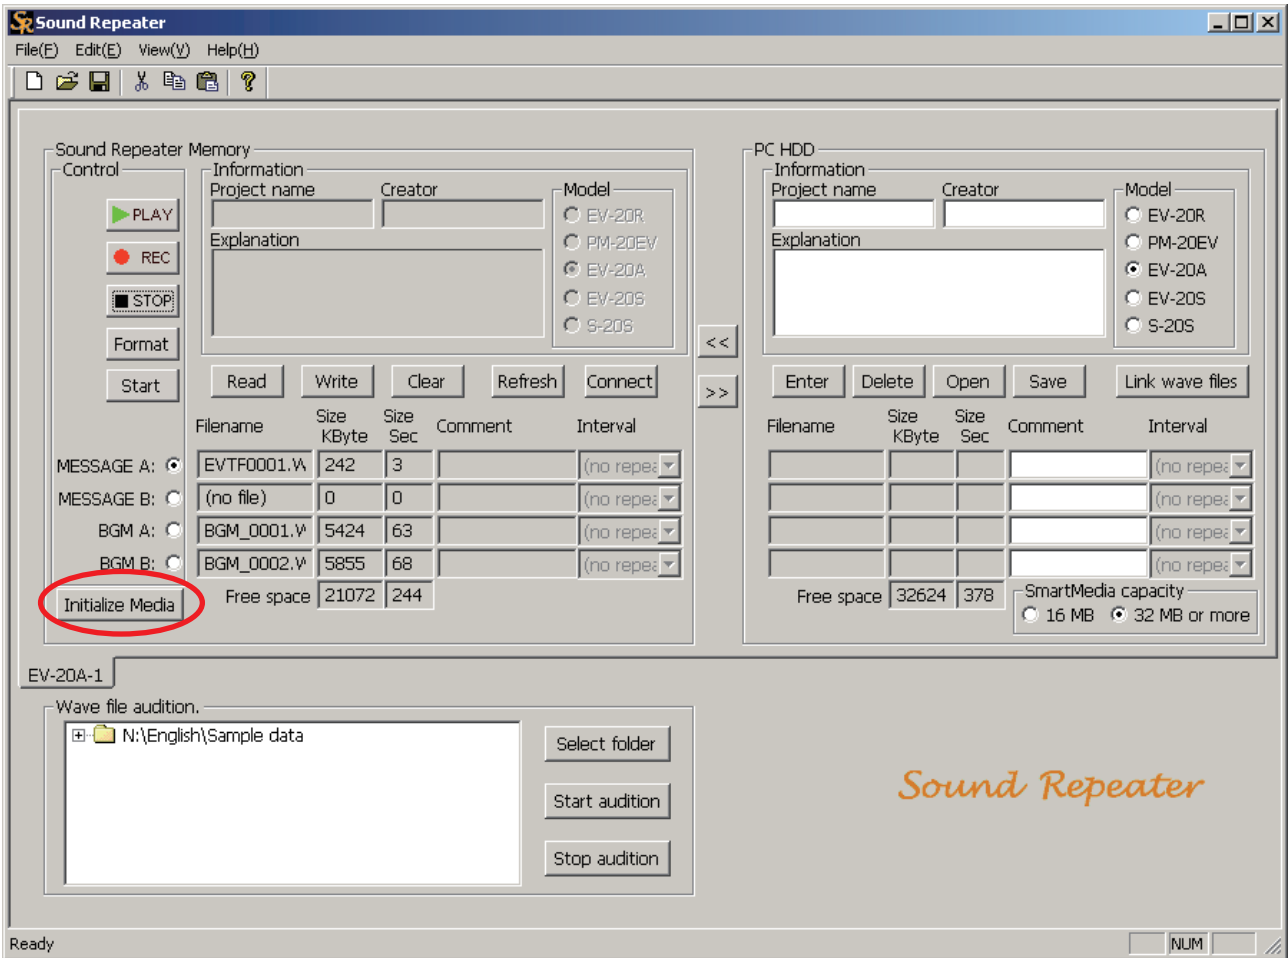 Sound Repeater
File(F) Edit(E) View(V) Help(H)
Sound Repeater Memory
Control
PLAY
REC
STOP
Format
Start
Information
Project name Creator
Explanation
Model
EV-20R
PM-20EV
EV-20A
EV-20S
S-20S
Read Write Clear Refresh Connect
Filename Size KByte Size Sec Comment Interval
MESSAGE A: EVTF0001.W 242 3 (no repea
MESSAGE B: (no file) 0 0 (no repea
BGM A: BGM_0001.W 5424 63 (no repea
BGM B: BGM_0002.W 5855 68 (no repea
Initialize Media
Free space 21072 244
<<
>>
PC HDD
Information
Project name Creator
Explanation
Model
EV-20R
PM-20EV
EV-20A
EV-20S
S-20S
Enter Delete Open Save Link wave files
Filename Size KByte Size Sec Comment Interval
(no repea
(no repea
(no repea
(no repea
Free space 32624 378
SmartMedia capacity
16 MB 32 MB or more
EV-20A-1
Wave file audition.
N:\English\Sample data
Select folder
Start audition
Stop audition
Sound Repeater
Ready NUM